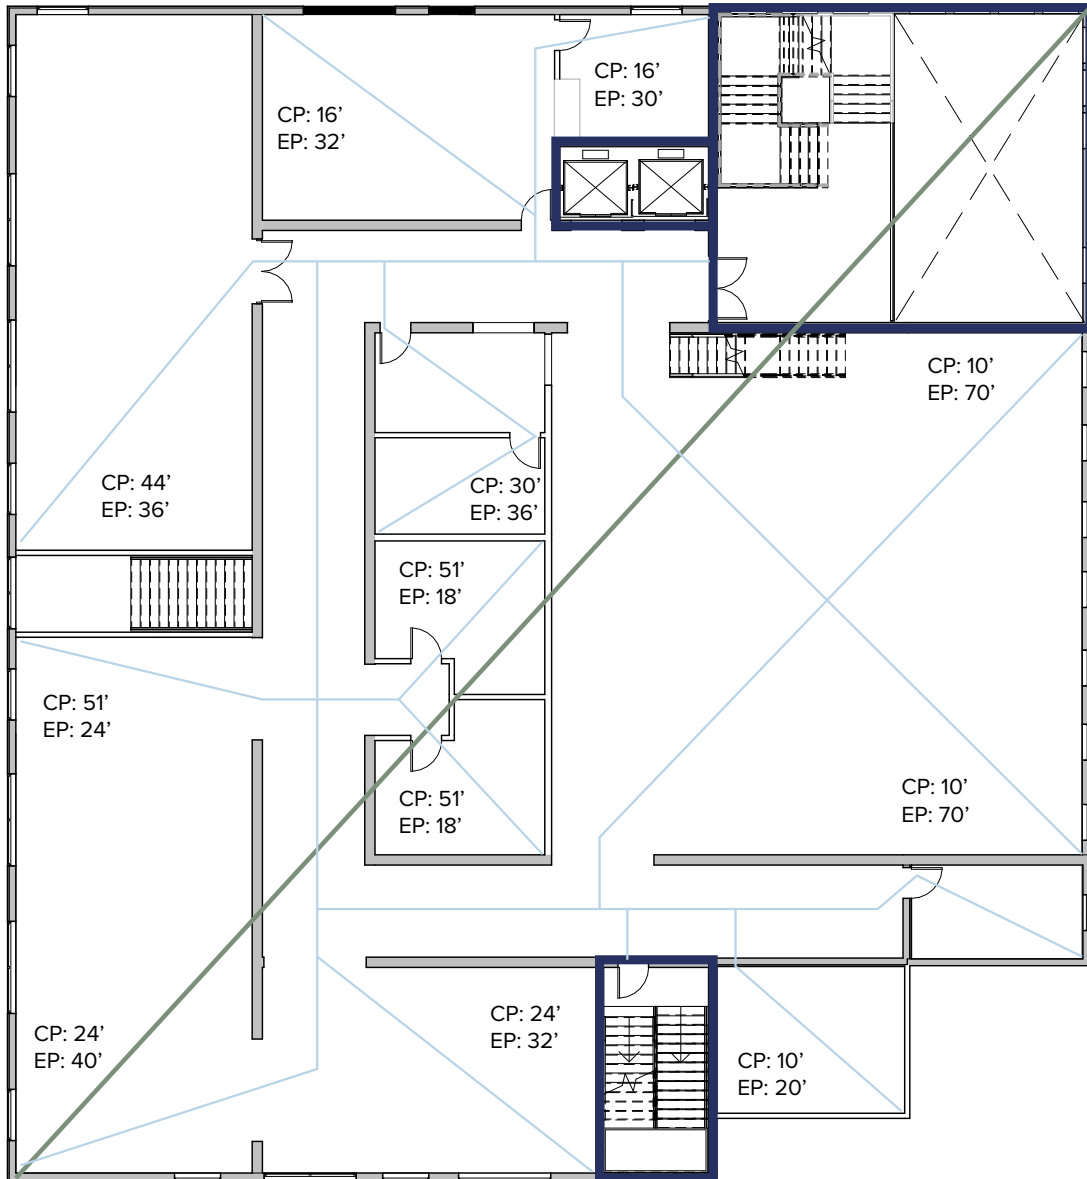 CP: 16’
EP: 30’
CP: 16’
EP: 32’
CP: 10’
EP: 70’
CP: 44’
EP: 36’
CP: 30’
EP: 36’
CP: 51’
EP: 18’
CP: 51’
EP: 24’
CP: 10’
EP: 70’
CP: 51’
EP: 18’
CP: 24’
EP: 32’
CP: 24’
EP: 40’
CP: 10’
EP: 20’